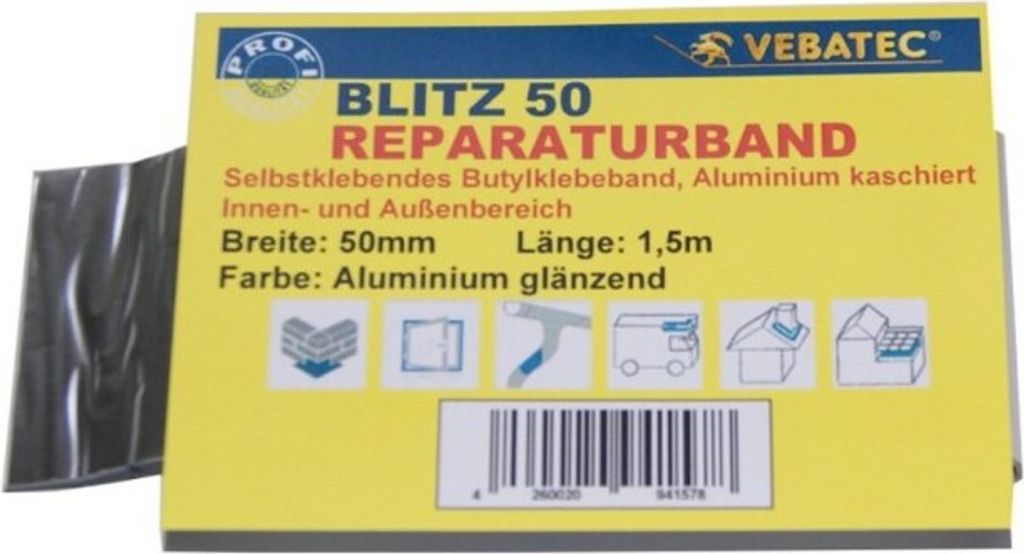 PROFI
QUALITÄT
VEBATEC®
BLITZ 50
REPARATURBAND
Selbstklebendes Butylklebeband, Aluminium kaschiert
Innen- und Außenbereich
Breite: 50mm Länge: 1,5m
Farbe: Aluminium glänzend
4 260020 941578